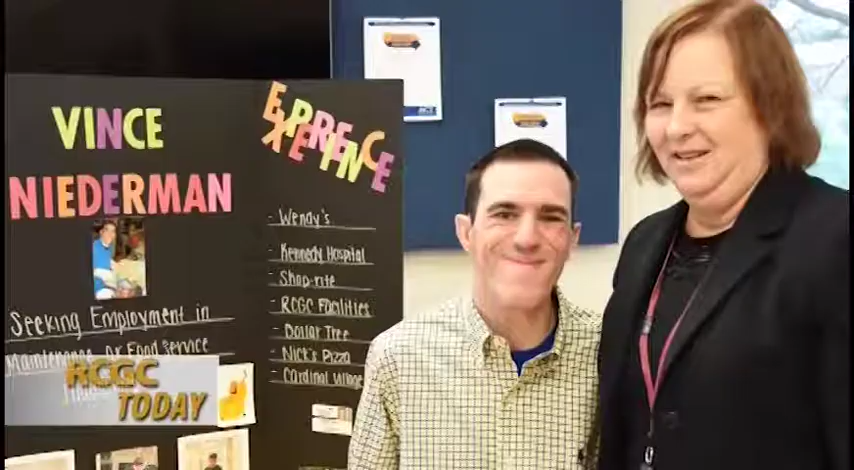 VINCE
NIEDERMAN
Seeking Employment in
Maintenance or Food Service
EXPERIENCE
- Wendy's
- Kennedy Hospital
- Shop-rite
- RCGC Facilities
- Dollar Tree
- Nick's Pizza
- Cardinal Village
RCGC
TODAY